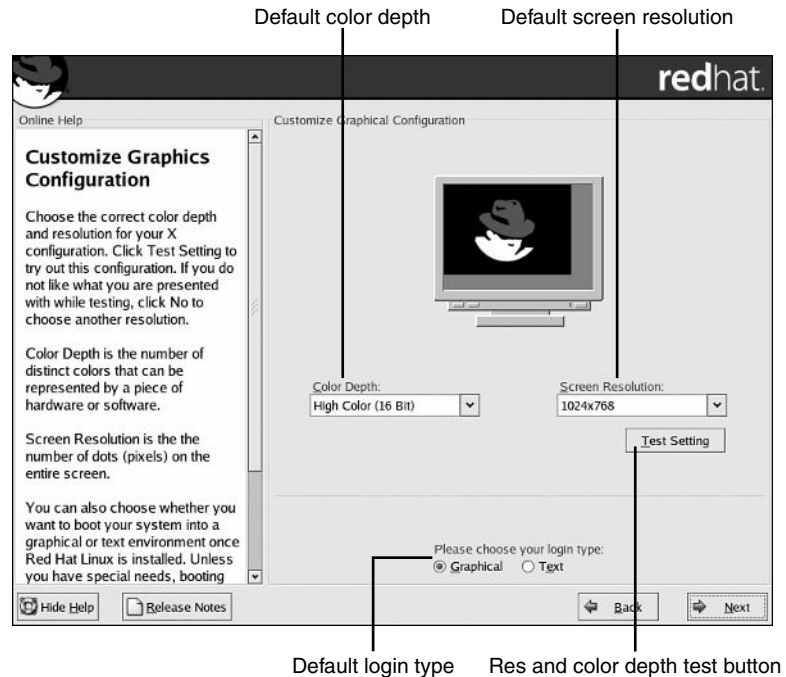 Default color depth
Default screen resolution
redhat.
Online Help
Customize Graphics
Configuration
Choose the correct color depth
and resolution for your X
configuration. Click Test Setting to
try out this configuration. If you do
not like what you are presented
with while testing, click No to
choose another resolution.
Color Depth is the number of
distinct colors that can be
represented by a piece of
hardware or software.
Screen Resolution is the the
number of dots (pixels) on the
entire screen.
You can also choose whether you
want to boot your system into a
graphical or text environment once
Red Hat Linux is installed. Unless
you have special needs, booting
Customize Graphical Configuration
Color Depth:
High Color (16 Bit)
Screen Resolution:
1024x768
Test Setting
Please choose your login type:
Graphical
Text
Hide Help
Release Notes
Back
Next
Default login type
Res and color depth test button